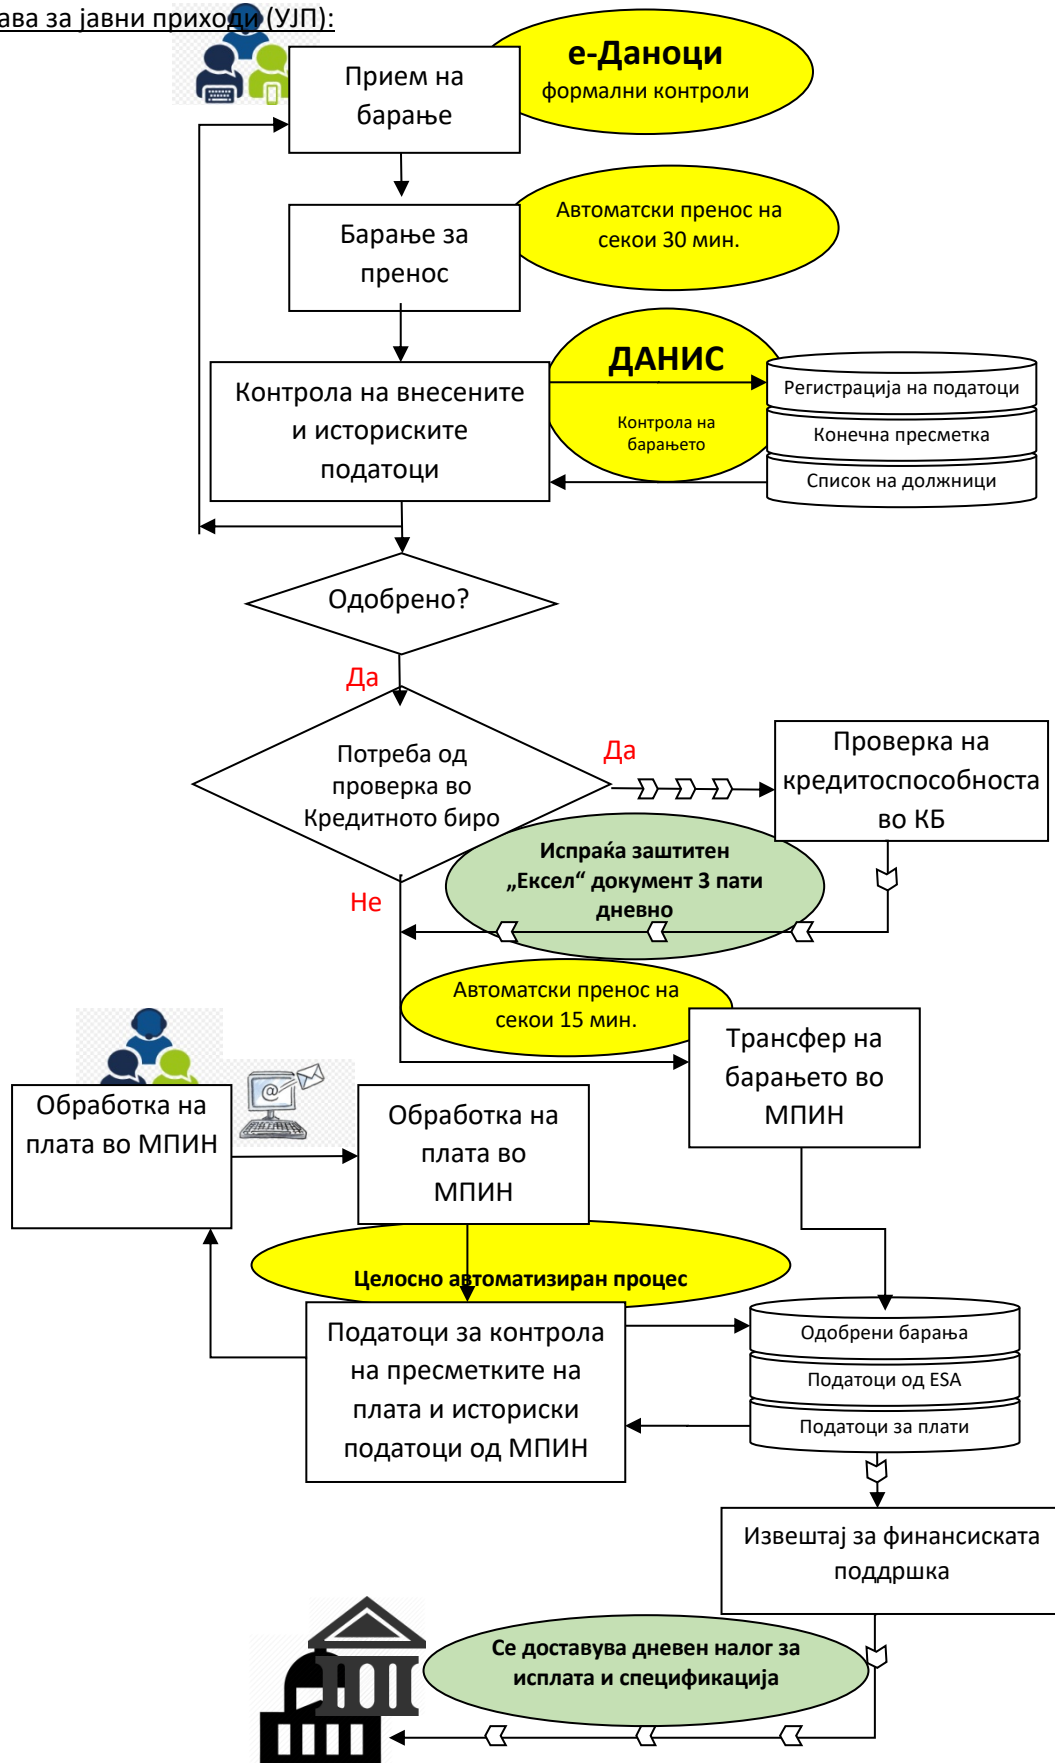 ава за јавни приходи (УЈП):
е-Даноци
формални контроли
Прием на
барање
Автоматски пренос на
секои 30 мин.
Барање за
пренос
ДАНИС
Контрола на
барањето
Контрола на внесените
и историските
податоци
Регистрација на податоци
Конечна пресметка
Список на должници
Одобрено?
Да
Потреба од
проверка во
Кредитното биро
Да
Проверка на
кредитоспособноста
во КБ
Испраќа заштитен
„Ексел“ документ 3 пати
дневно
Не
Автоматски пренос на
секои 15 мин.
Трансфер на
барањето во
МПИН
Обработка на
плата во МПИН
@
Обработка на
плата во
МПИН
Целосно автоматизиран процес
Податоци за контрола
на пресметките на
плата и историски
податоци од МПИН
Одобрени барања
Податоци од ESA
Податоци за плати
Извештај за финансиската
поддршка
Се доставува дневен налог за
исплата и спецификација